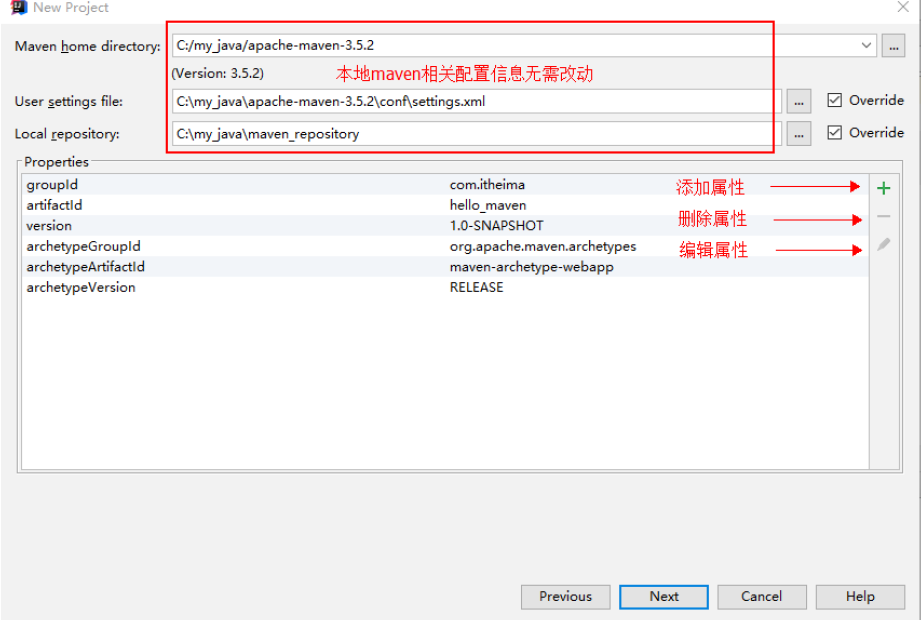 New Project
Maven home directory: C:/my_java/apache-maven-3.5.2 ...
(Version: 3.5.2) 本地maven相关配置信息无需改动
User settings file: C:\my_java\apache-maven-3.5.2\conf\settings.xml ... Override
Local repository: C:\my_java\maven_repository ... Override
Properties
groupId com.itheima 添加属性
artifactId hello_maven
version 1.0-SNAPSHOT 删除属性
archetypeGroupId org.apache.maven.archetypes 编辑属性
archetypeArtifactId maven-archetype-webapp
archetypeVersion RELEASE
Previous Next Cancel Help